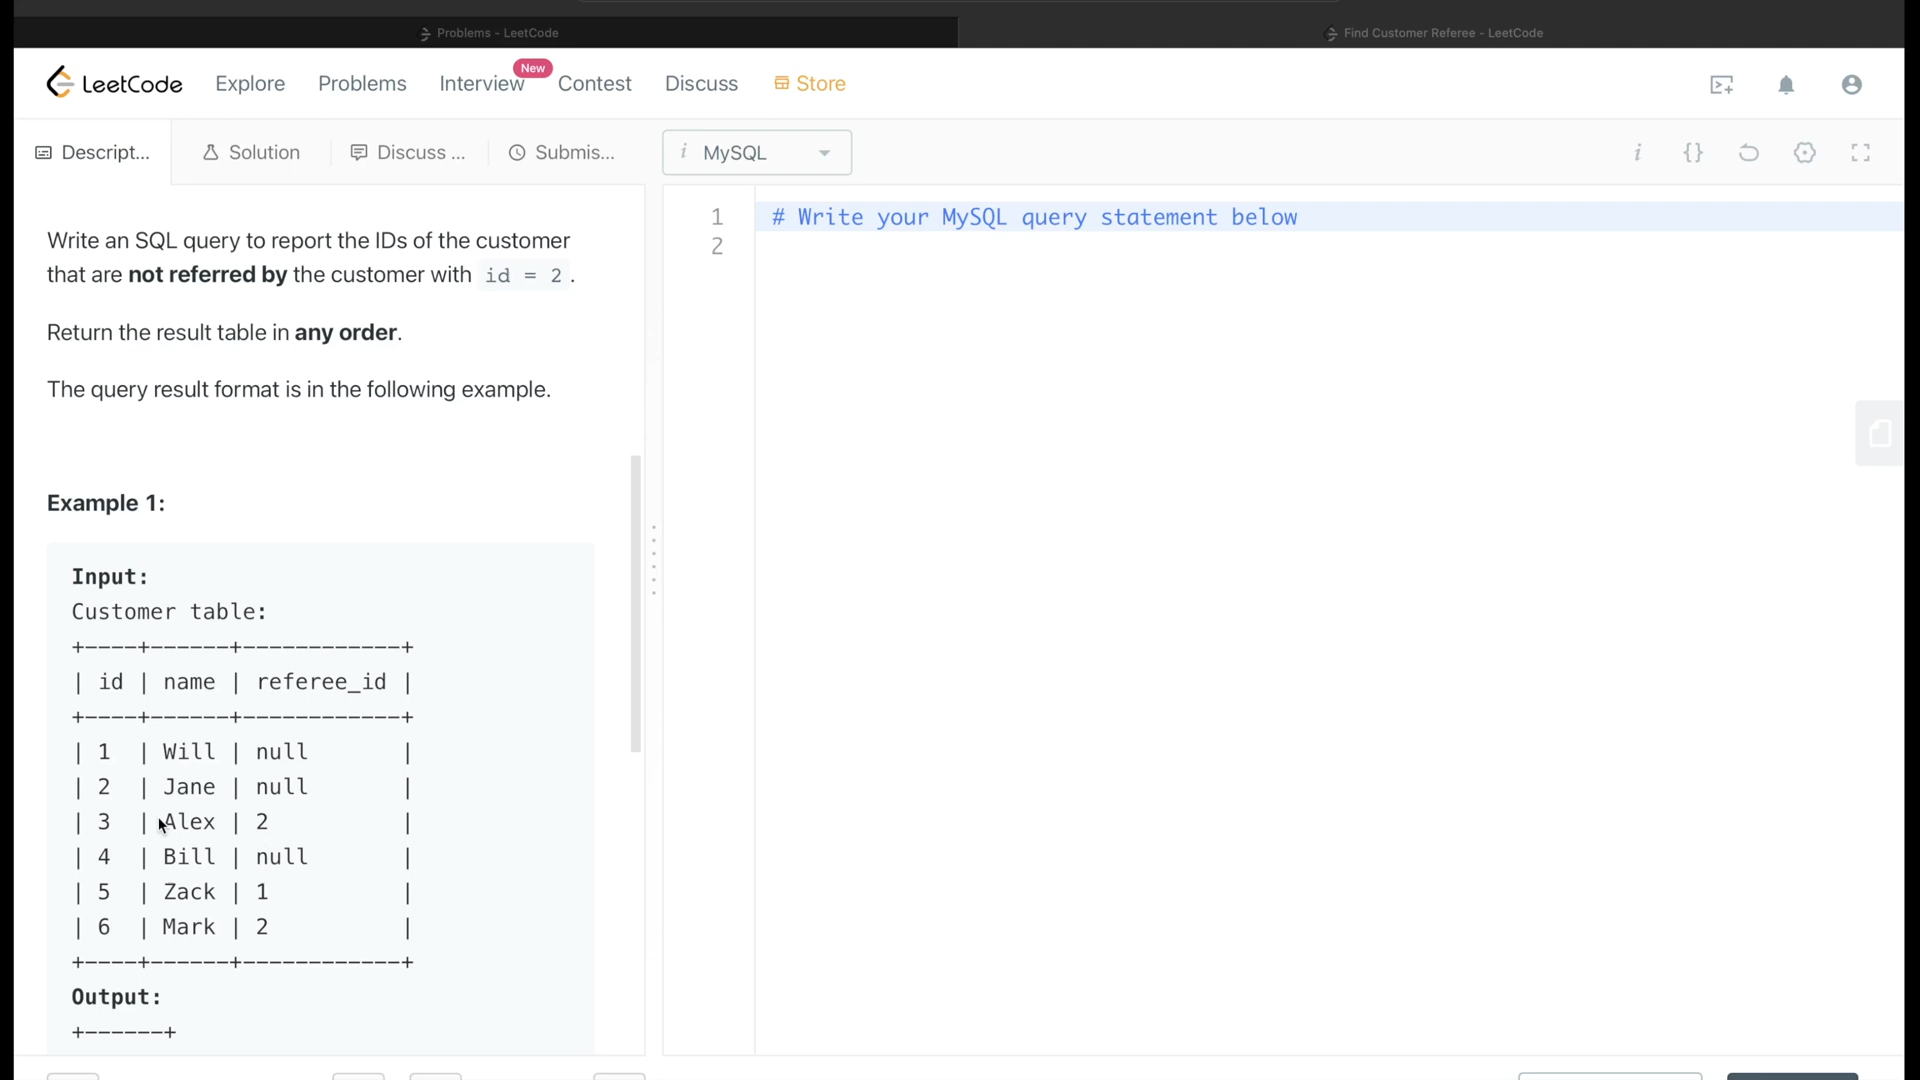 Problems - LeetCode
Find Customer Referee - LeetCode
LeetCode
Explore
Problems
Interview
New
Contest
Discuss
Store
Descript...
Solution
Discuss ...
Submis...
i MySQL
i
{}
Write an SQL query to report the IDs of the customer
that are not referred by the customer with id = 2 .
Return the result table in any order.
The query result format is in the following example.
Example 1:
Input:
Customer table:
+----+------+------------+
| id | name | referee_id |
+----+------+------------+
| 1  | Will | null       |
| 2  | Jane | null       |
| 3  | Alex | 2          |
| 4  | Bill | null       |
| 5  | Zack | 1          |
| 6  | Mark | 2          |
+----+------+------------+
Output:
+------+
1 # Write your MySQL query statement below
2